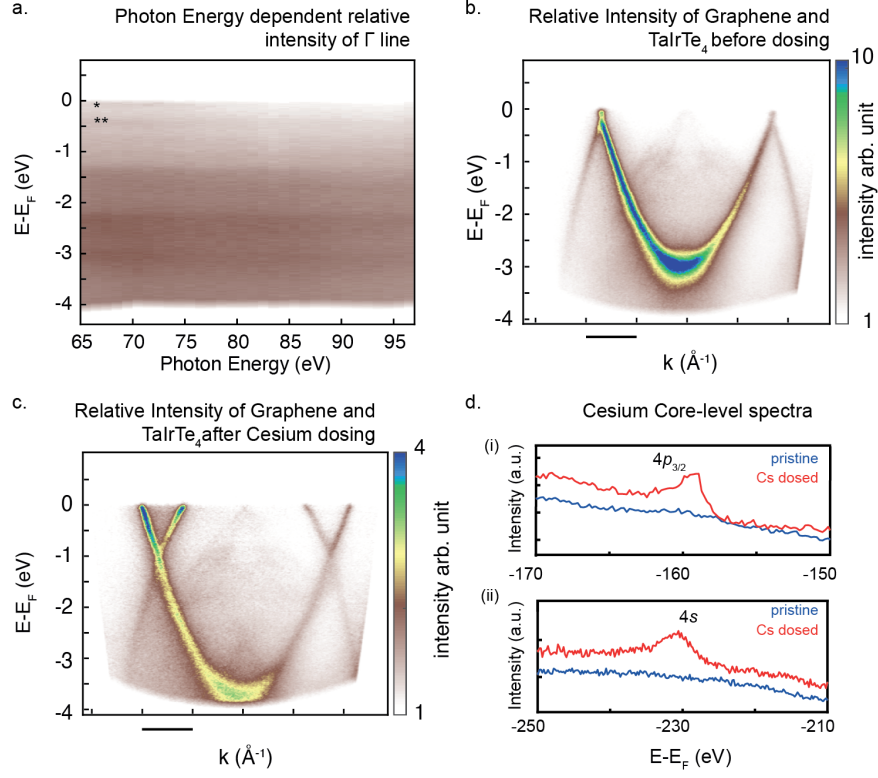 a.
Photon Energy dependent relative
intensity of Γ line
0
-1
-2
-3
-4
*
**
E-E_F (eV)
65 70 75 80 85 90 95
Photon Energy (eV)
b.
Relative Intensity of Graphene and
TaIrTe₄ before dosing
0
-1
-2
-3
-4
E-E_F (eV)
k (Å⁻¹)
10
1
intensity arb. unit
c.
Relative Intensity of Graphene and
TaIrTe₄ after Cesium dosing
0
-1
-2
-3
-4
E-E_F (eV)
k (Å⁻¹)
4
1
intensity arb. unit
d.
Cesium Core-level spectra
(i)
4p₃/₂
pristine
Cs dosed
Intensity (a.u.)
-170 -160 -150
(ii)
4s
pristine
Cs dosed
Intensity (a.u.)
-250 -230 -210
E-E_F (eV)